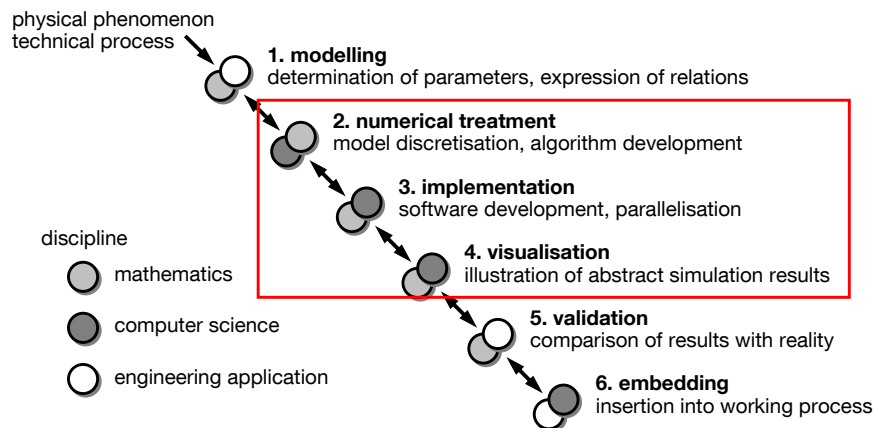 physical phenomenon
technical process
1. modelling
determination of parameters, expression of relations
2. numerical treatment
model discretisation, algorithm development
3. implementation
software development, parallelisation
discipline
4. visualisation
illustration of abstract simulation results
mathematics
computer science
5. validation
comparison of results with reality
engineering application
6. embedding
insertion into working process